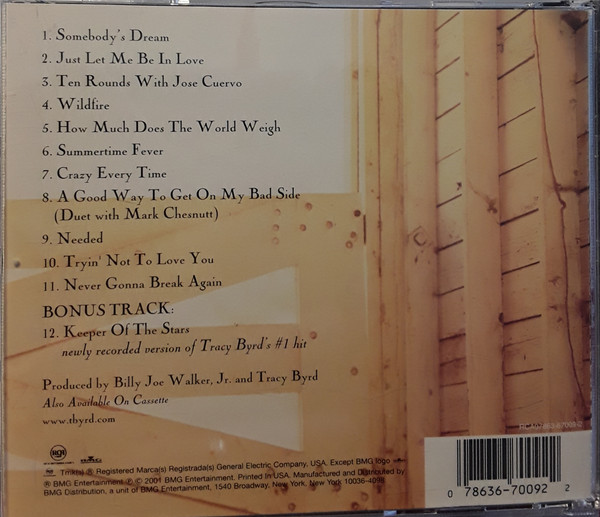 1. Somebody's Dream
2. Just Let Me Be In Love
3. Ten Rounds With Jose Cuervo
4. Wildfire
5. How Much Does The World Weigh
6. Summertime Fever
7. Crazy Every Time
8. A Good Way To Get On My Bad Side
(Duet with Mark Chesnutt)
9. Needed
10. Tryin' Not To Love You
11. Never Gonna Break Again
BONUS TRACK:
12. Keeper Of The Stars
newly recorded version of Tracy Byrd's #1 hit
Produced by Billy Joe Walker, Jr. and Tracy Byrd
Also Available On Cassette
www.tbyrd.com
RCA
BMG
Tmk(s) ® Registered Marca(s) Registrada(s) General Electric Company, USA. Except BMG logo
® BMG Entertainment ℗ © 2001 BMG Entertainment. Printed In USA. Manufactured and Distributed by
BMG Distribution, a unit of BMG Entertainment, 1540 Broadway, New York, New York 10036-4098
0 78636-70092 2